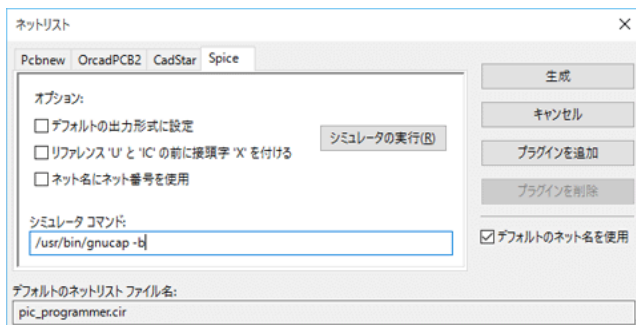 ネットリスト
Pcbnew OrcadPCB2 CadStar Spice
オプション:
デフォルトの出力形式に設定
リファレンス 'U' と 'IC' の前に接頭字 'X' を付ける
ネット名にネット番号を使用
シミュレータの実行(R)
シミュレータ コマンド:
/usr/bin/gnucap -b
生成
キャンセル
プラグインを追加
プラグインを削除
デフォルトのネット名を使用
デフォルトのネットリスト ファイル名:
pic_programmer.cir